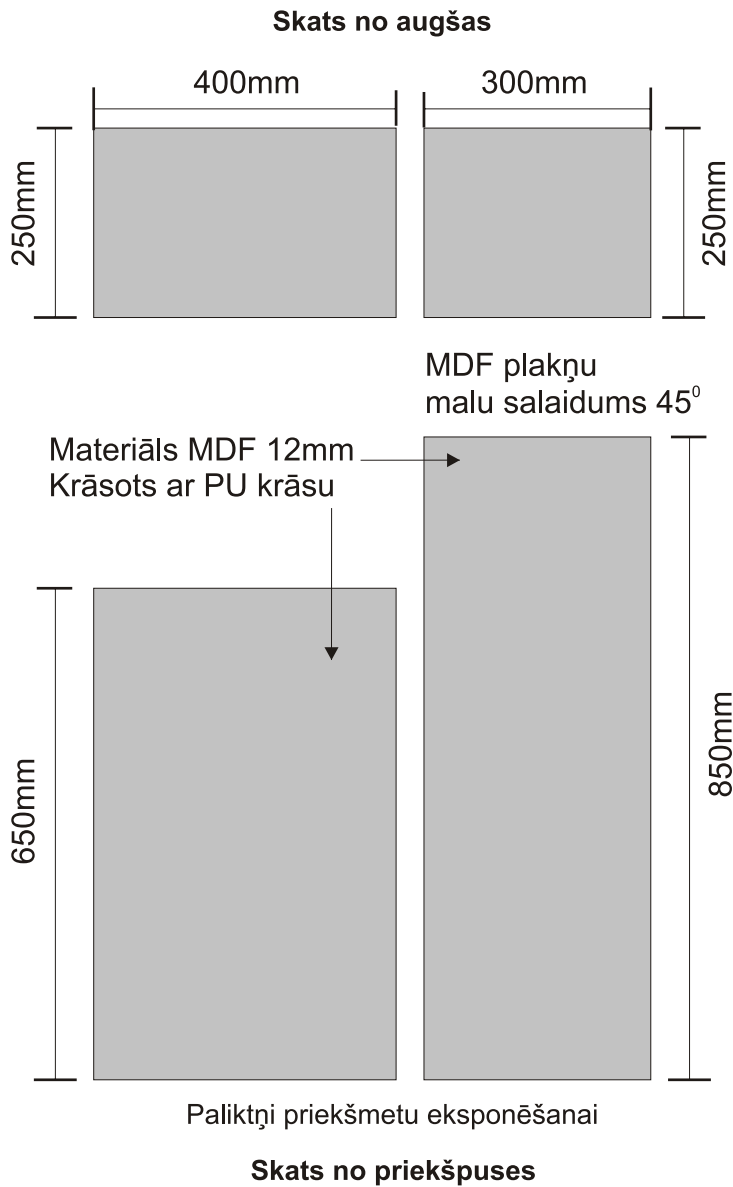 Skats no augšas
400mm
300mm
250mm
250mm
MDF plakņu
malu salaidums 45⁰
Materiāls MDF 12mm
Krāsots ar PU krāsu
650mm
850mm
Paliktņi priekšmetu eksponēšanai
Skats no priekšpuses